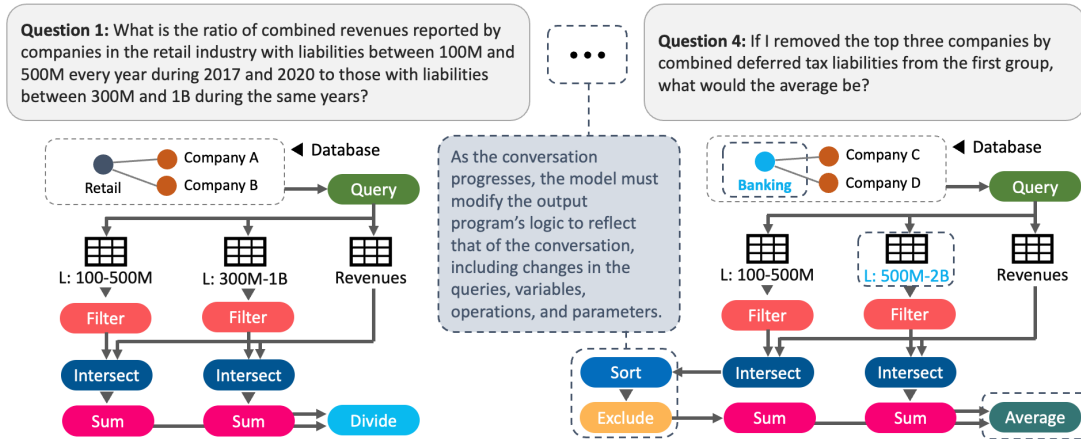 Question 1: What is the ratio of combined revenues reported by
companies in the retail industry with liabilities between 100M and
500M every year during 2017 and 2020 to those with liabilities
between 300M and 1B during the same years?
Question 4: If I removed the top three companies by
combined deferred tax liabilities from the first group,
what would the average be?
Retail
Company A
Company B
Database
Query
L: 100-500M
L: 300M-1B
Revenues
Filter
Filter
Intersect
Intersect
Sum
Sum
Divide
As the conversation
progresses, the model must
modify the output
program's logic to reflect
that of the conversation,
including changes in the
queries, variables,
operations, and parameters.
Banking
Company C
Company D
Database
Query
L: 100-500M
L: 500M-2B
Revenues
Filter
Filter
Sort
Intersect
Intersect
Exclude
Sum
Sum
Average